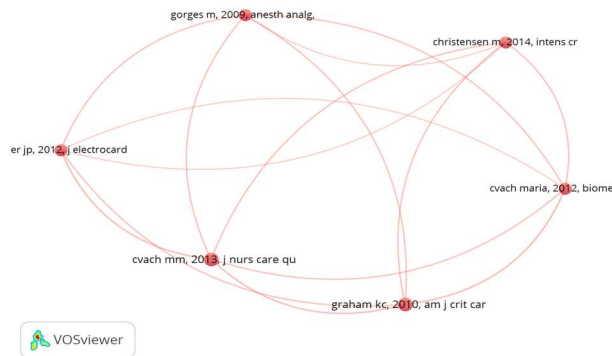 gorges m, 2009, anesth analg,
christensen m, 2014, intens cr
er jp, 2012, j electrocard
cvach maria, 2012, biome
cvach mm, 2013, j nurs care qu
graham kc, 2010, am j crit car
VOSviewer